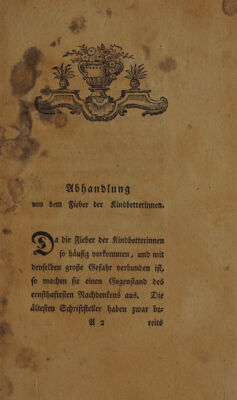 Abhandlung
von dem Fieber der Kindbetterinnen.
Da die Fieber der Kindbetterinnen
so häufig vorkommen, und mit
denselben große Gefahr verbunden ist,
so machen sie einen Gegenstand des
ernsthaftesten Nachdenkens aus. Die
ältesten Schriftsteller haben zwar be-
A 2 reits